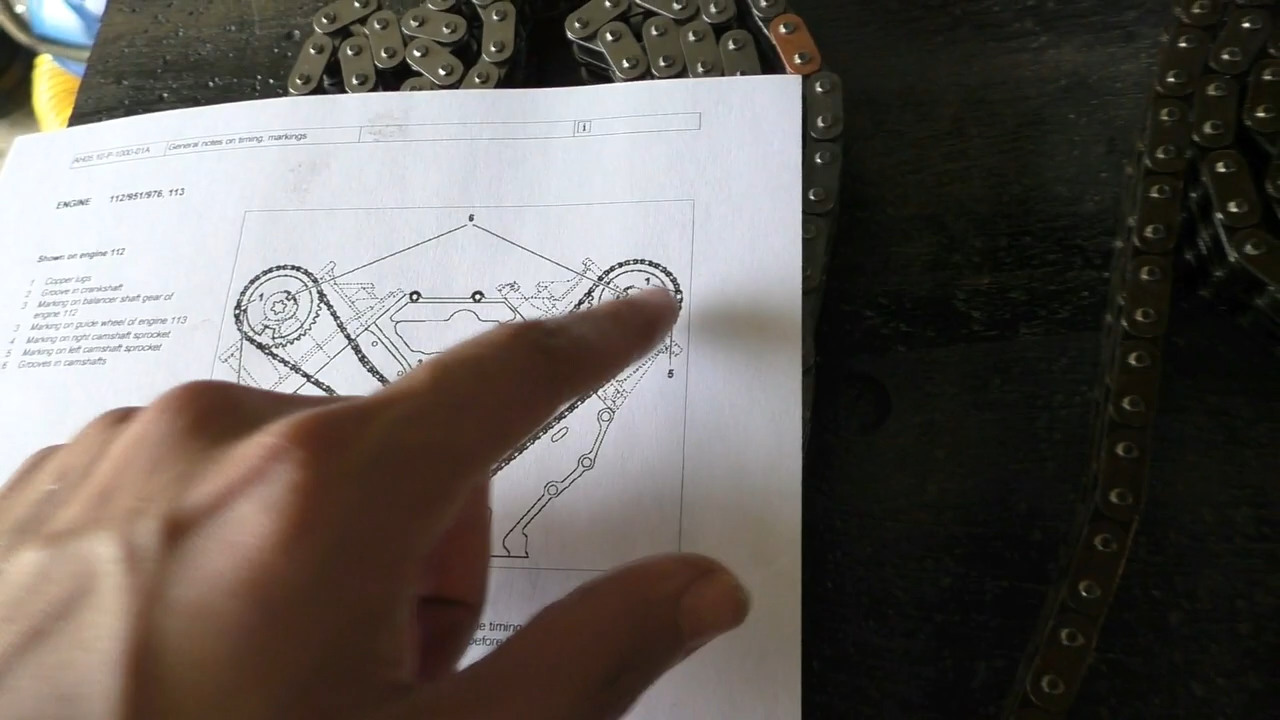 AH05.10-P-1000-01A General notes on timing, markings i
ENGINE 112/951/976, 113
Shown on engine 112
1 Copper lugs
2 Groove in crankshaft
3 Marking on balancer shaft gear of
engine 112
3 Marking on guide wheel of engine 113
4 Marking on right camshaft sprocket
5 Marking on left camshaft sprocket
6 Grooves in camshafts
6
1
1
5
e timing
before